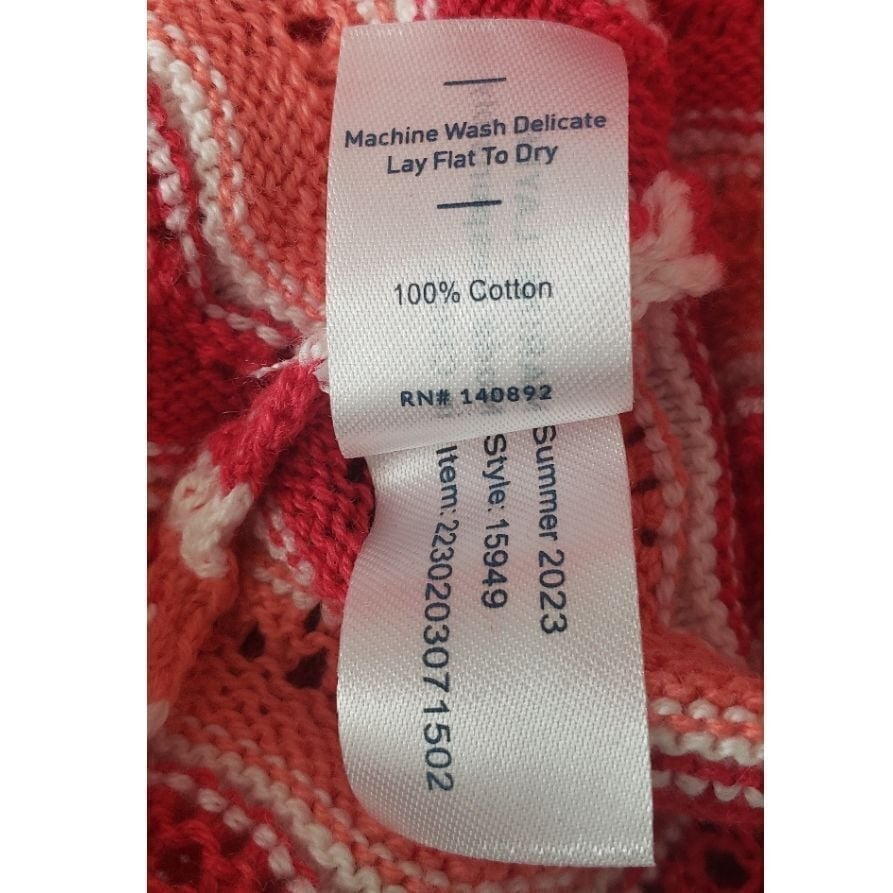 Machine Wash Delicate
Lay Flat To Dry
100% Cotton
RN# 140892
Summer 2023
Style: 15949
Item: 2230203071502